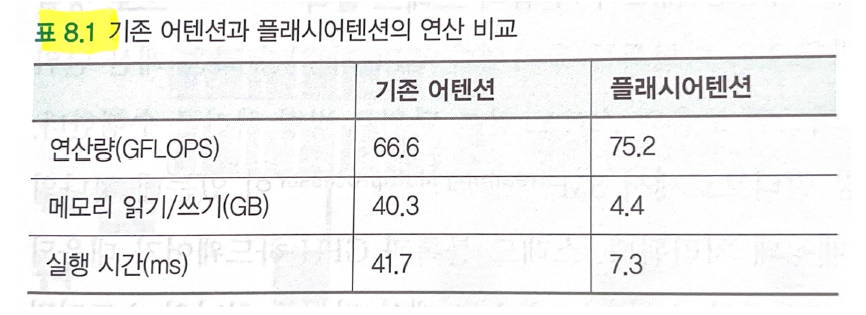 표 8.1 기존 어텐션과 플래시어텐션의 연산 비교
기존 어텐션 플래시어텐션
연산량(GFLOPS) 66.6 75.2
메모리 읽기/쓰기(GB) 40.3 4.4
실행 시간(ms) 41.7 7.3